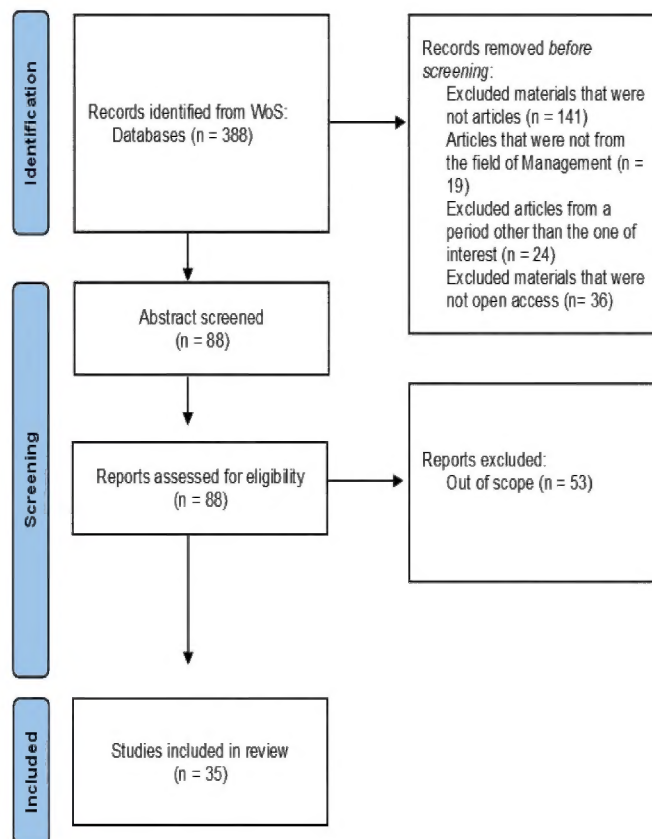 Identification
Records identified from WoS:
Databases (n = 388)
Records removed before
screening:
Excluded materials that were
not articles (n = 141)
Articles that were not from
the field of Management (n =
19)
Excluded articles from a
period other than the one of
interest (n = 24)
Excluded materials that were
not open access (n= 36)
Screening
Abstract screened
(n = 88)
Reports assessed for eligibility
(n = 88)
Reports excluded:
Out of scope (n = 53)
Included
Studies included in review
(n = 35)